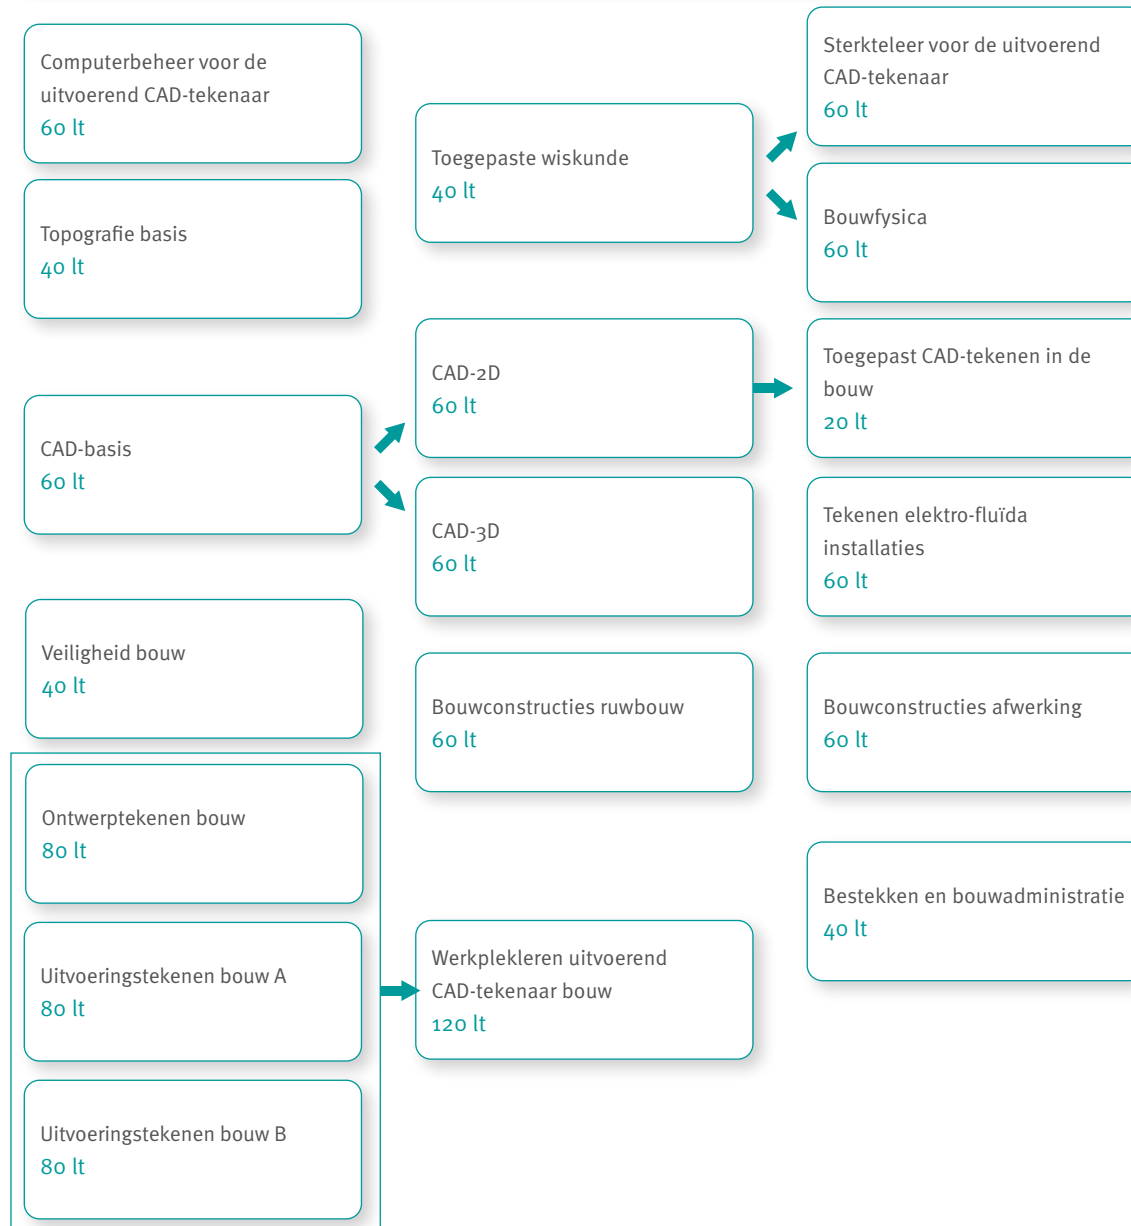 Computerbeheer voor de
uitvoerend CAD-tekenaar
60 lt
Topografie basis
40 lt
CAD-basis
60 lt
Veiligheid bouw
40 lt
Ontwerptekenen bouw
80 lt
Uitvoeringstekenen bouw A
80 lt
Uitvoeringstekenen bouw B
80 lt
Toegepaste wiskunde
40 lt
CAD-2D
60 lt
CAD-3D
60 lt
Bouwconstructies ruwbouw
60 lt
Werkplekleren uitvoerend
CAD-tekenaar bouw
120 lt
Sterkteleer voor de uitvoerend
CAD-tekenaar
60 lt
Bouwfysica
60 lt
Toegepast CAD-tekenen in de
bouw
20 lt
Tekenen elektro-fluïda
installaties
60 lt
Bouwconstructies afwerking
60 lt
Bestekken en bouwadministratie
40 lt